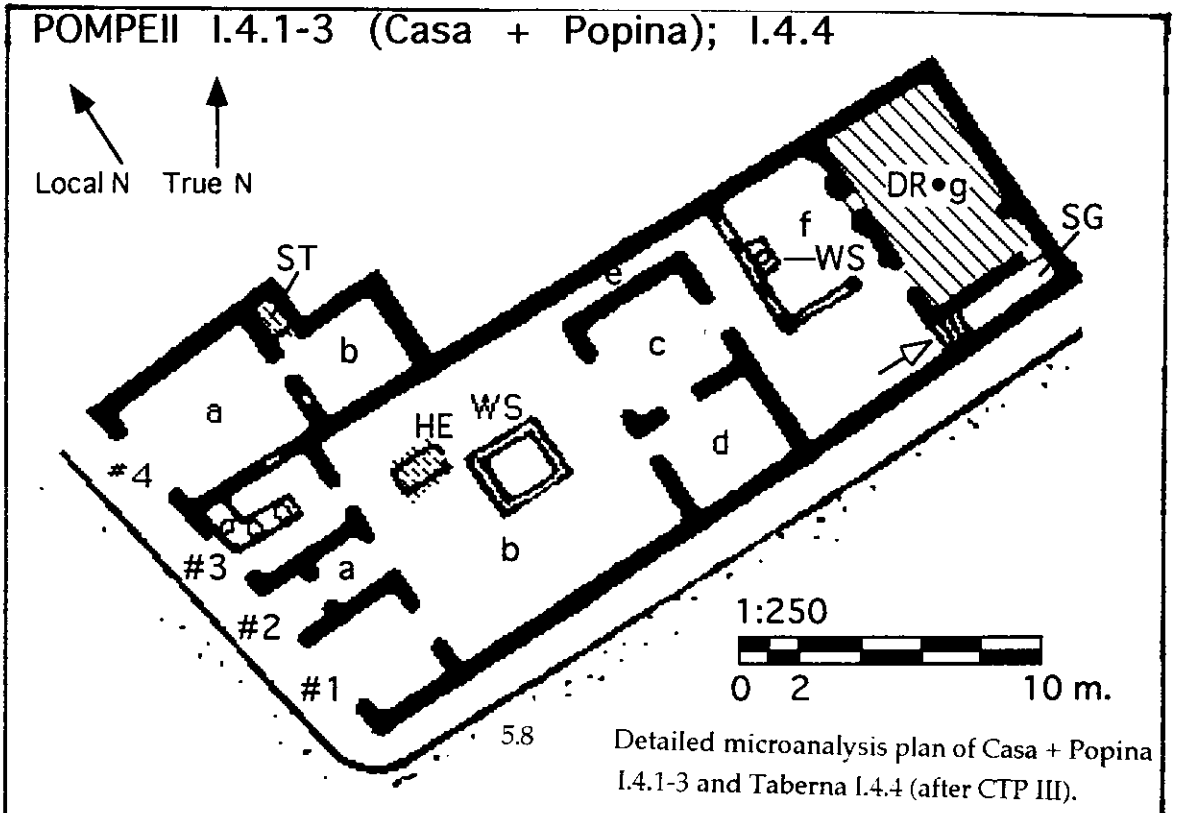 POMPEII I.4.1-3 (Casa + Popina); I.4.4
Local N True N
DR•g
SG
f
WS
ST
e
b
c
a
HE WS
d
#4
b
#3
a
#2
#1
1:250
0 2 10 m.
5.8
Detailed microanalysis plan of Casa + Popina
I.4.1-3 and Taberna I.4.4 (after CTP III).